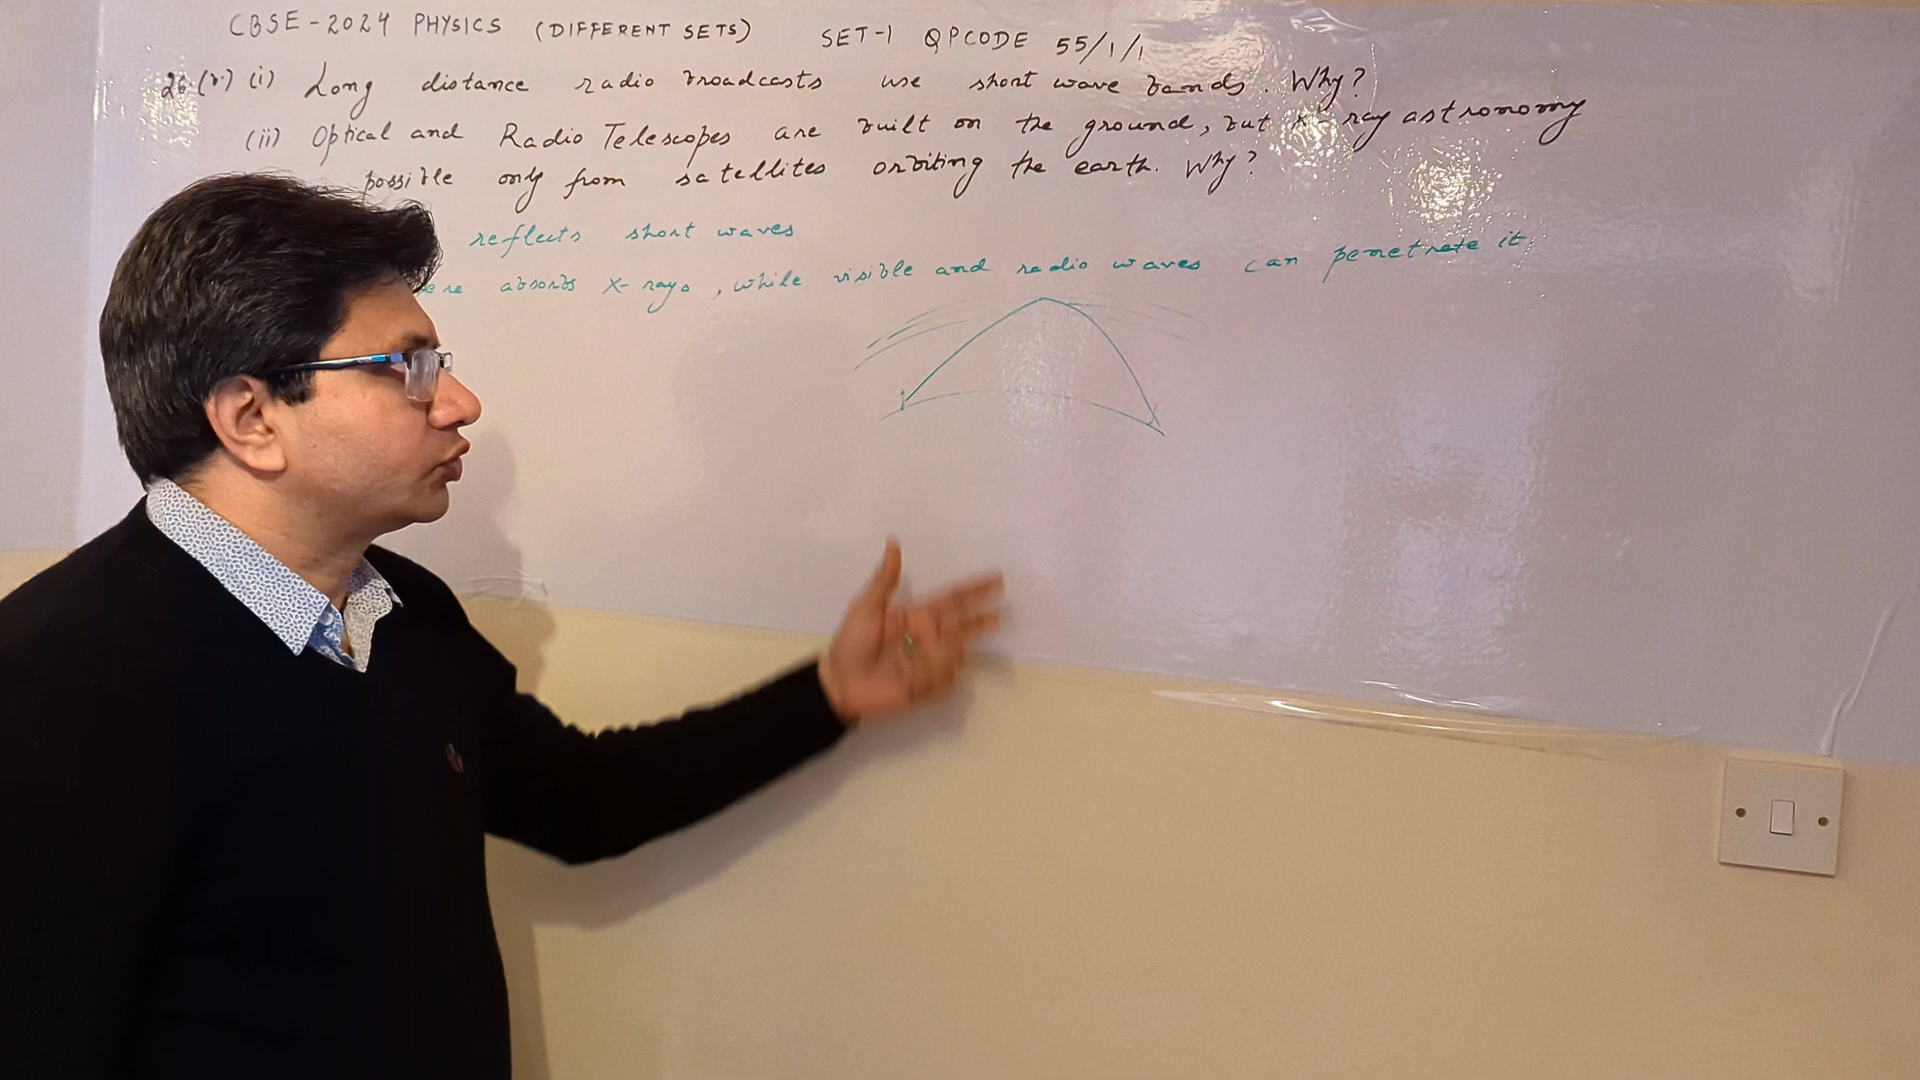 CBSE-2024 PHYSICS (DIFFERENT SETS) SET-1 QPCODE 55/1/1
26(b) (i) Long distance radio broadcasts use short wave bands. Why?
(ii) Optical and Radio Telescopes are built on the ground, but X-ray astronomy
possible only from satellites orbiting the earth. Why?
reflects short waves
ere absorbs X-rays, while visible and radio waves can penetrate it